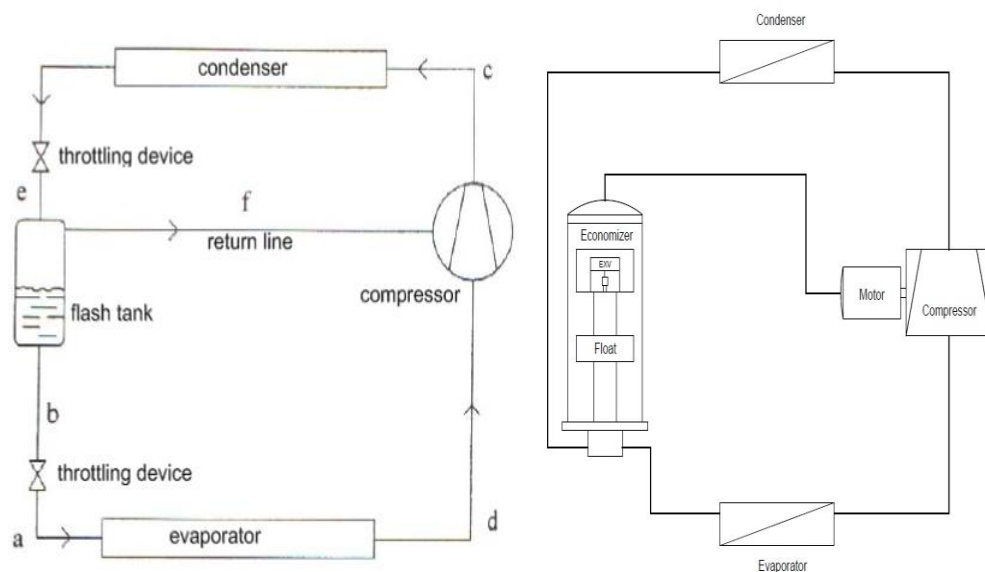 condenser
c
throttling device
e
f
return line
compressor
flash tank
b
throttling device
a
evaporator
d
Condenser
Economizer
EXV
Motor
Compressor
Float
Evaporator